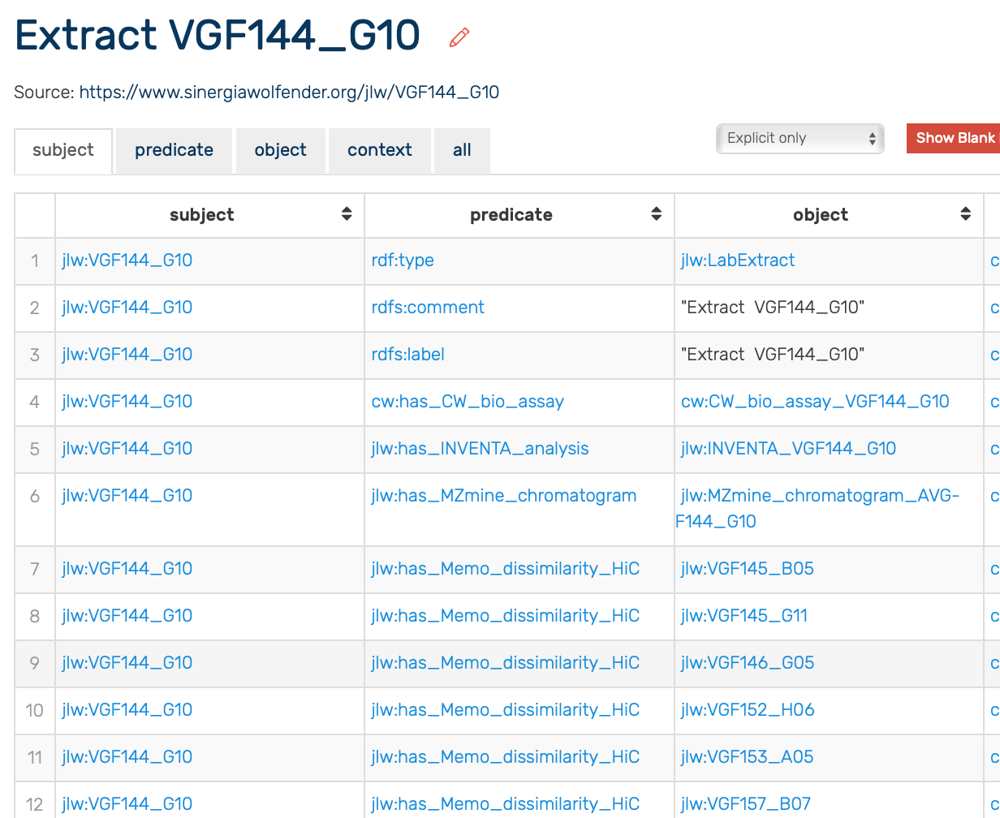 Extract VGF144_G10
Source: https://www.sinergiawolfender.org/jlw/VGF144_G10
subject predicate object context all Explicit only Show Blank
subject predicate object
1 jlw:VGF144_G10 rdf:type jlw:LabExtract c
2 jlw:VGF144_G10 rdfs:comment "Extract  VGF144_G10" c
3 jlw:VGF144_G10 rdfs:label "Extract  VGF144_G10" c
4 jlw:VGF144_G10 cw:has_CW_bio_assay cw:CW_bio_assay_VGF144_G10 c
5 jlw:VGF144_G10 jlw:has_INVENTA_analysis jlw:INVENTA_VGF144_G10 c
6 jlw:VGF144_G10 jlw:has_MZmine_chromatogram jlw:MZmine_chromatogram_AVG- c
F144_G10
7 jlw:VGF144_G10 jlw:has_Memo_dissimilarity_HiC jlw:VGF145_B05 c
8 jlw:VGF144_G10 jlw:has_Memo_dissimilarity_HiC jlw:VGF145_G11 c
9 jlw:VGF144_G10 jlw:has_Memo_dissimilarity_HiC jlw:VGF146_G05 c
10 jlw:VGF144_G10 jlw:has_Memo_dissimilarity_HiC jlw:VGF152_H06 c
11 jlw:VGF144_G10 jlw:has_Memo_dissimilarity_HiC jlw:VGF153_A05 c
12 jlw:VGF144_G10 jlw:has_Memo_dissimilarity_HiC jlw:VGF157_B07 c